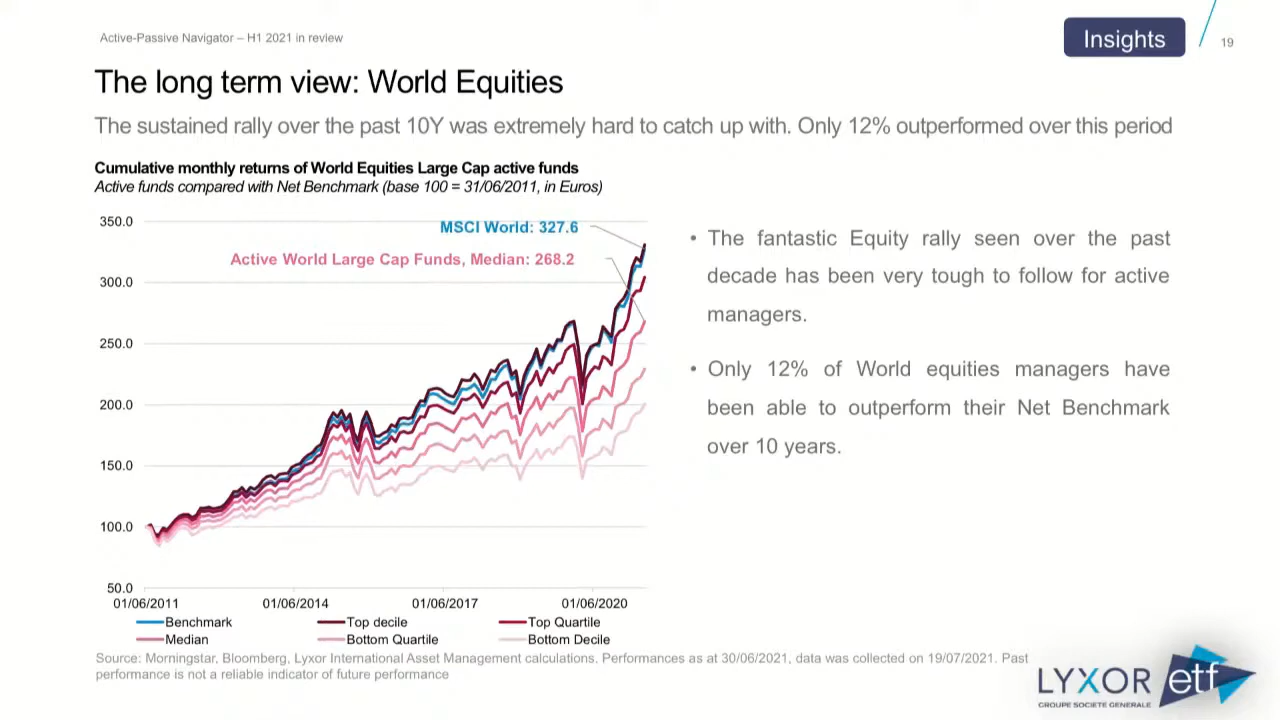 Active-Passive Navigator – H1 2021 in review
Insights
19
The long term view: World Equities
The sustained rally over the past 10Y was extremely hard to catch up with. Only 12% outperformed over this period
Cumulative monthly returns of World Equities Large Cap active funds
Active funds compared with Net Benchmark (base 100 = 31/06/2011, in Euros)
350.0
300.0
250.0
200.0
150.0
100.0
50.0
MSCI World: 327.6
Active World Large Cap Funds, Median: 268.2
01/06/2011 01/06/2014 01/06/2017 01/06/2020
Benchmark Top decile Top Quartile
Median Bottom Quartile Bottom Decile
• The fantastic Equity rally seen over the past
decade has been very tough to follow for active
managers.
• Only 12% of World equities managers have
been able to outperform their Net Benchmark
over 10 years.
Source: Morningstar, Bloomberg, Lyxor International Asset Management calculations. Performances as at 30/06/2021, data was collected on 19/07/2021. Past
performance is not a reliable indicator of future performance
LYXOR etf
GROUPE SOCIETE GENERALE